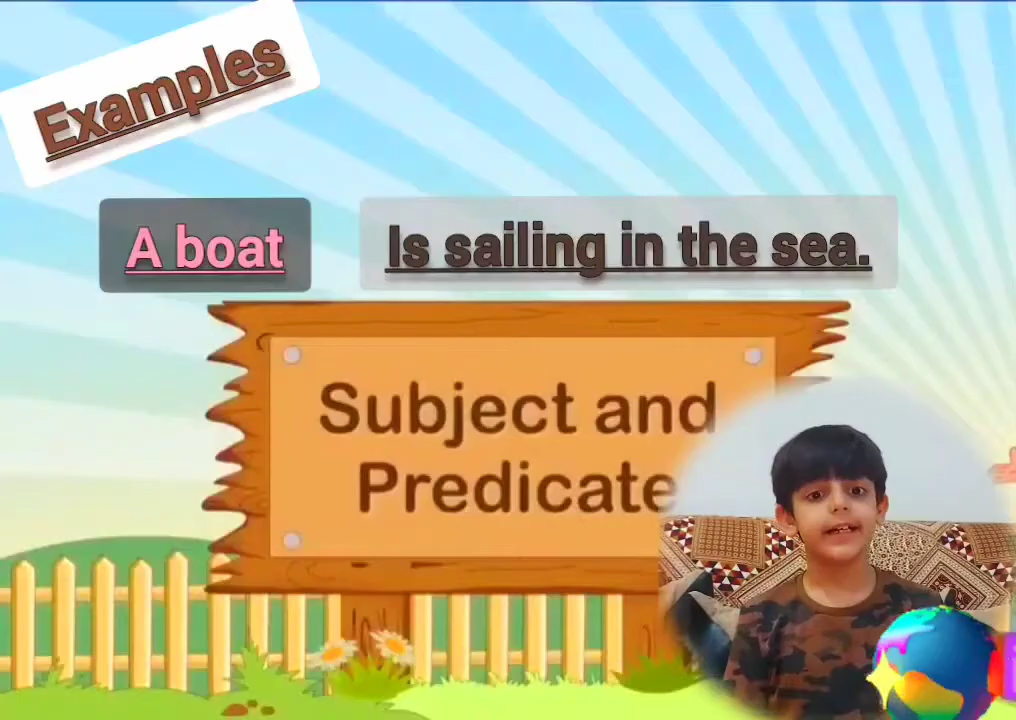 Examples
A boat Is sailing in the sea.
Subject and
Predicate